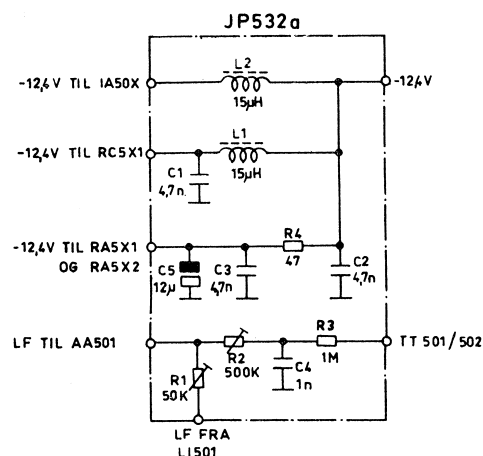 JP532a
L2
-12,4V TIL IA50X
-12,4V
15µH
L1
-12,4V TIL RC5X1
C1
15µH
4,7n
R4
-12,4V TIL RA5X1
OG RA5X2
47
C5
C3
C2
12µ
4,7n
4,7n
R3
LF TIL AA501
TT 501/502
R2
1M
500K
C4
R1
1n
50K
LF FRA
LI501